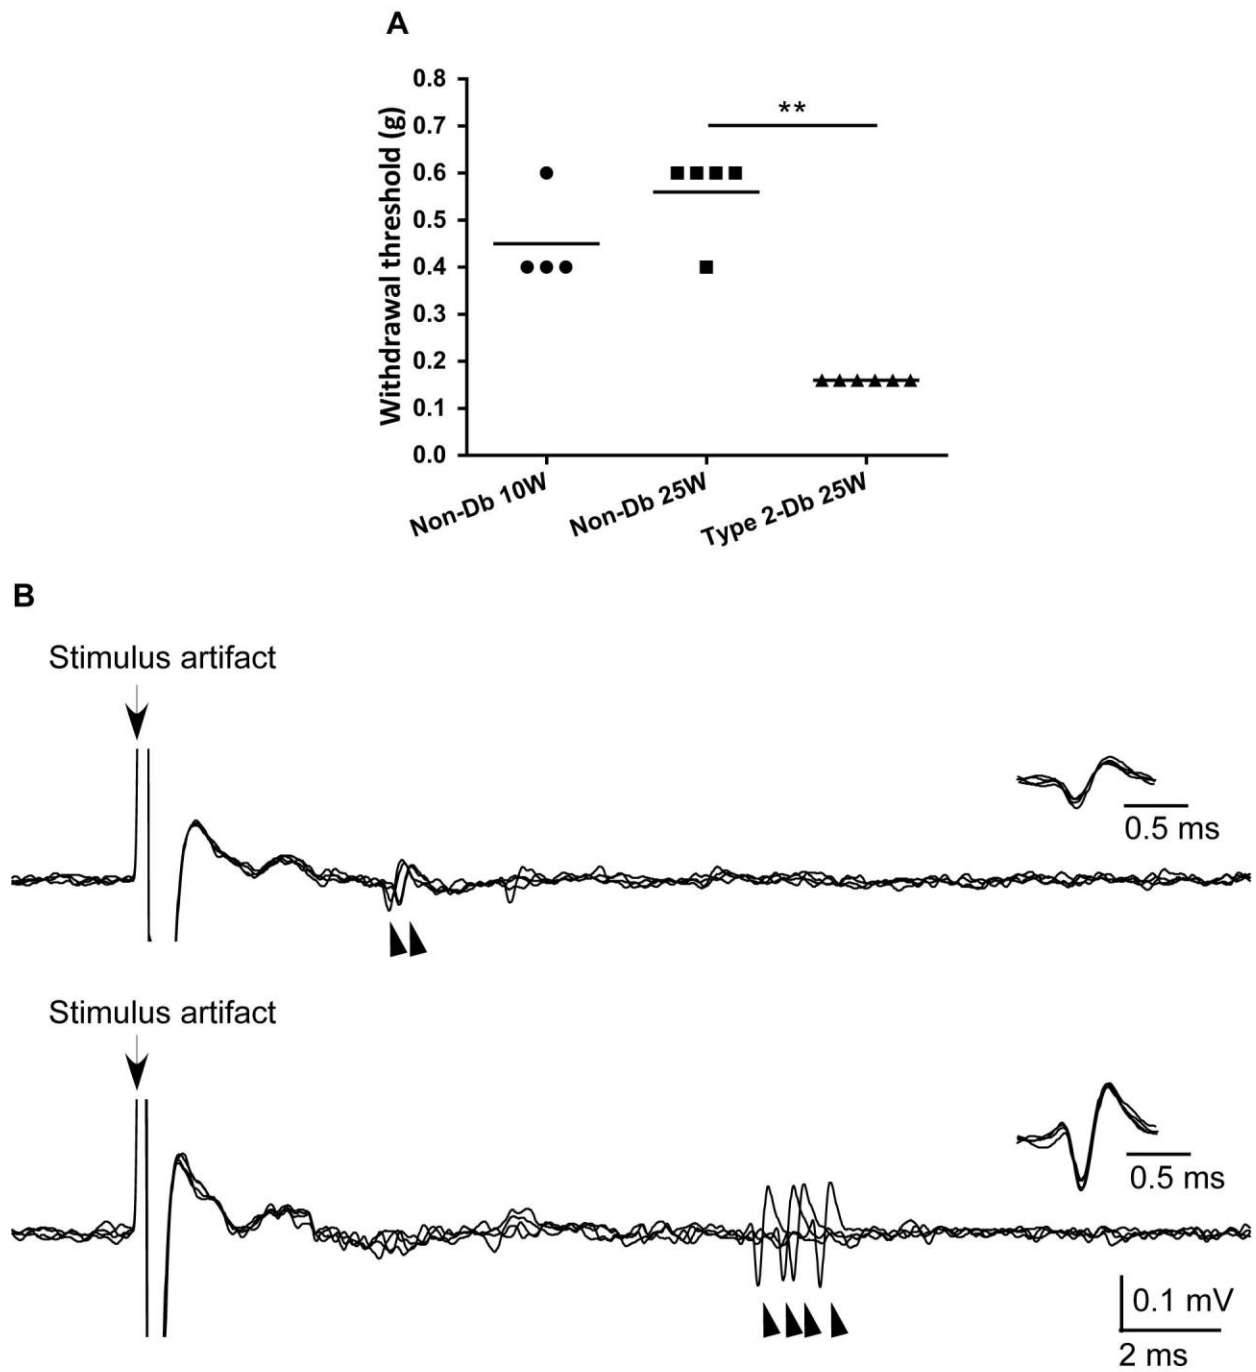 A
0.8
**
0.7
0.6
0.5
0.4
0.3
0.2
0.1
0.0
Withdrawal threshold (g)
Non-Db 10W
Non-Db 25W
Type 2-Db 25W
B
Stimulus artifact
0.5 ms
Stimulus artifact
0.5 ms
0.1 mV
2 ms